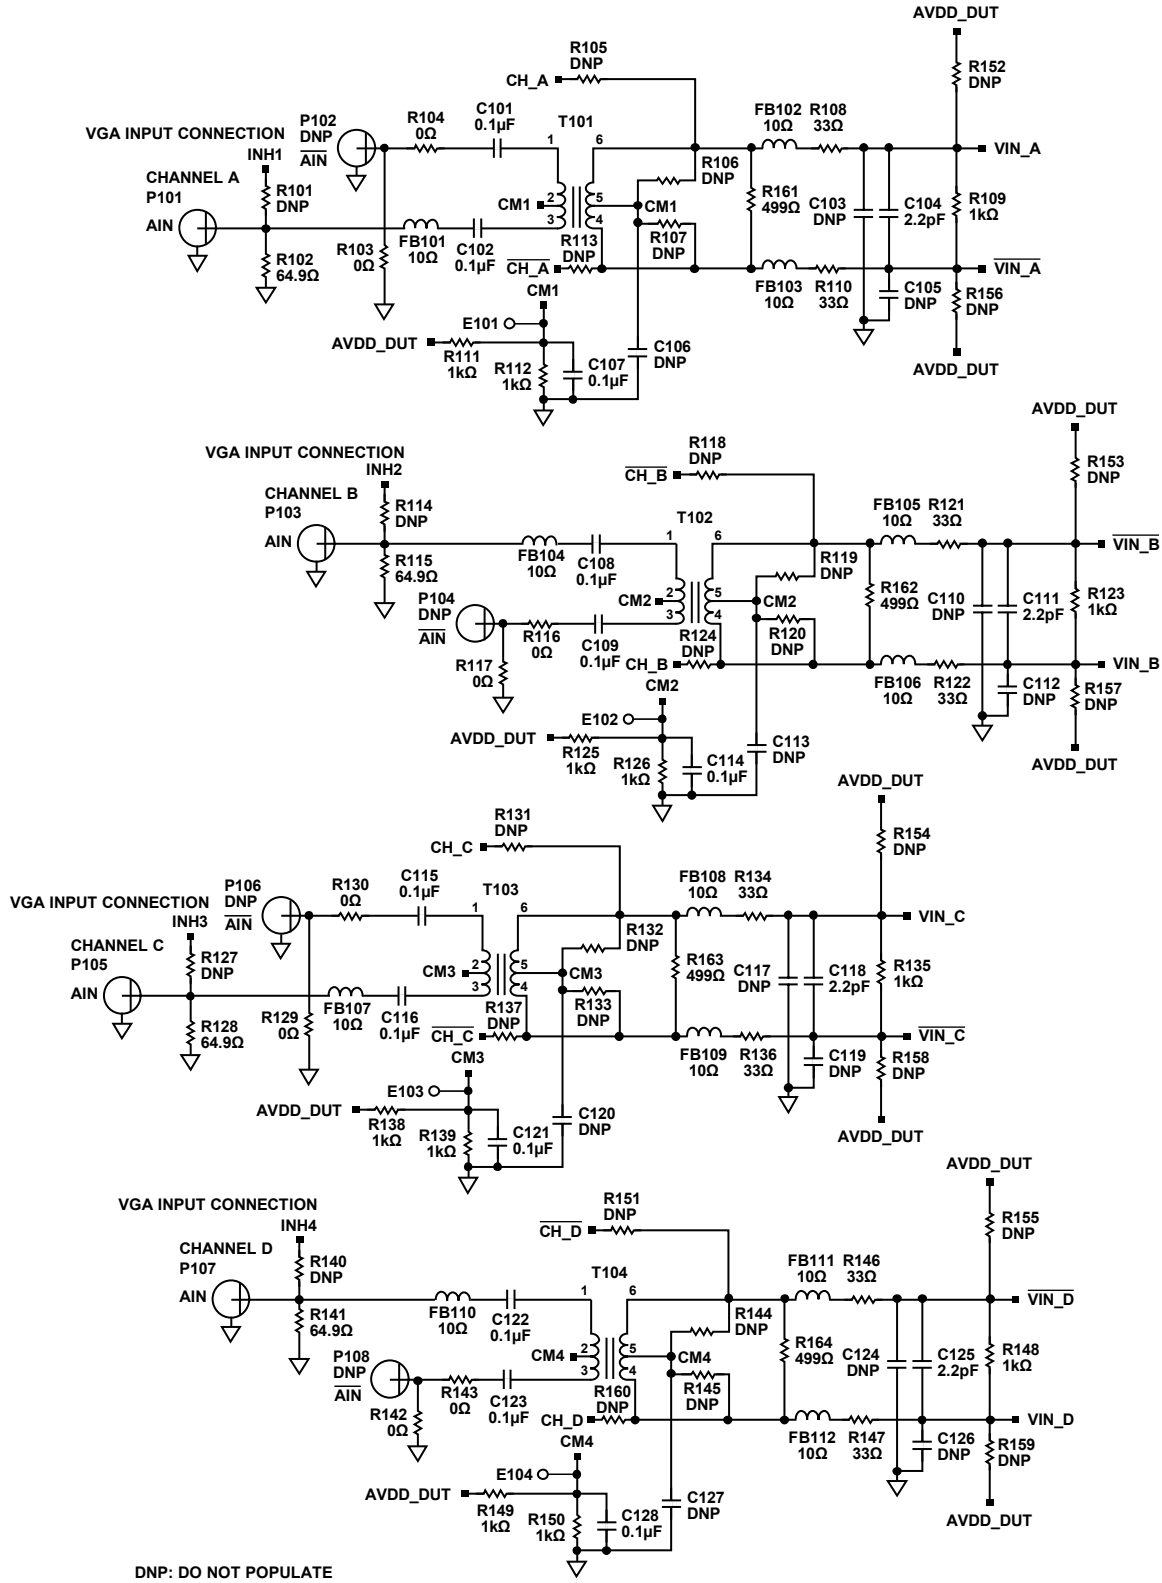 AVDD_DUT
R105
DNP
CH_A
R152
DNP
P102
DNP
AIN
R104
0Ω
C101
0.1µF
T101
1
6
FB102
10Ω
R108
33Ω
VIN_A
VGA INPUT CONNECTION
INH1
CHANNEL A
P101
AIN
R101
DNP
R102
64.9Ω
R103
0Ω
FB101
10Ω
C102
0.1µF
CM1
2
3
5
4
CM1
R106
DNP
R107
DNP
R113
DNP
CH_A
R161
499Ω
C103
DNP
C104
2.2pF
R109
1kΩ
FB103
10Ω
R110
33Ω
C105
DNP
VIN_A
R156
DNP
AVDD_DUT
CM1
E101
AVDD_DUT
R111
1kΩ
R112
1kΩ
C107
0.1µF
C106
DNP
AVDD_DUT
R118
DNP
CH_B
R153
DNP
VGA INPUT CONNECTION
INH2
CHANNEL B
P103
AIN
R114
DNP
R115
64.9Ω
FB104
10Ω
C108
0.1µF
T102
1
6
FB105
10Ω
R121
33Ω
VIN_B
P104
DNP
AIN
R116
0Ω
R117
0Ω
C109
0.1µF
CM2
2
3
5
4
CM2
R119
DNP
R120
DNP
R124
DNP
CH_B
R162
499Ω
C110
DNP
C111
2.2pF
R123
1kΩ
FB106
10Ω
R122
33Ω
C112
DNP
VIN_B
R157
DNP
AVDD_DUT
CM2
E102
AVDD_DUT
R125
1kΩ
R126
1kΩ
C114
0.1µF
C113
DNP
AVDD_DUT
R131
DNP
CH_C
R154
DNP
P106
DNP
AIN
R130
0Ω
C115
0.1µF
T103
1
6
FB108
10Ω
R134
33Ω
VIN_C
VGA INPUT CONNECTION
INH3
CHANNEL C
P105
AIN
R127
DNP
R128
64.9Ω
R129
0Ω
FB107
10Ω
C116
0.1µF
CM3
2
3
5
4
CM3
R132
DNP
R133
DNP
R137
DNP
CH_C
R163
499Ω
C117
DNP
C118
2.2pF
R135
1kΩ
FB109
10Ω
R136
33Ω
C119
DNP
VIN_C
R158
DNP
AVDD_DUT
CM3
E103
AVDD_DUT
R138
1kΩ
R139
1kΩ
C121
0.1µF
C120
DNP
AVDD_DUT
R151
DNP
CH_D
R155
DNP
VGA INPUT CONNECTION
INH4
CHANNEL D
P107
AIN
R140
DNP
R141
64.9Ω
FB110
10Ω
C122
0.1µF
T104
1
6
FB111
10Ω
R146
33Ω
VIN_D
P108
DNP
AIN
R143
0Ω
R142
0Ω
C123
0.1µF
CM4
2
3
5
4
CM4
R144
DNP
R145
DNP
R160
DNP
CH_D
R164
499Ω
C124
DNP
C125
2.2pF
R148
1kΩ
FB112
10Ω
R147
33Ω
C126
DNP
VIN_D
R159
DNP
AVDD_DUT
CM4
E104
AVDD_DUT
R149
1kΩ
R150
1kΩ
C128
0.1µF
C127
DNP
DNP: DO NOT POPULATE